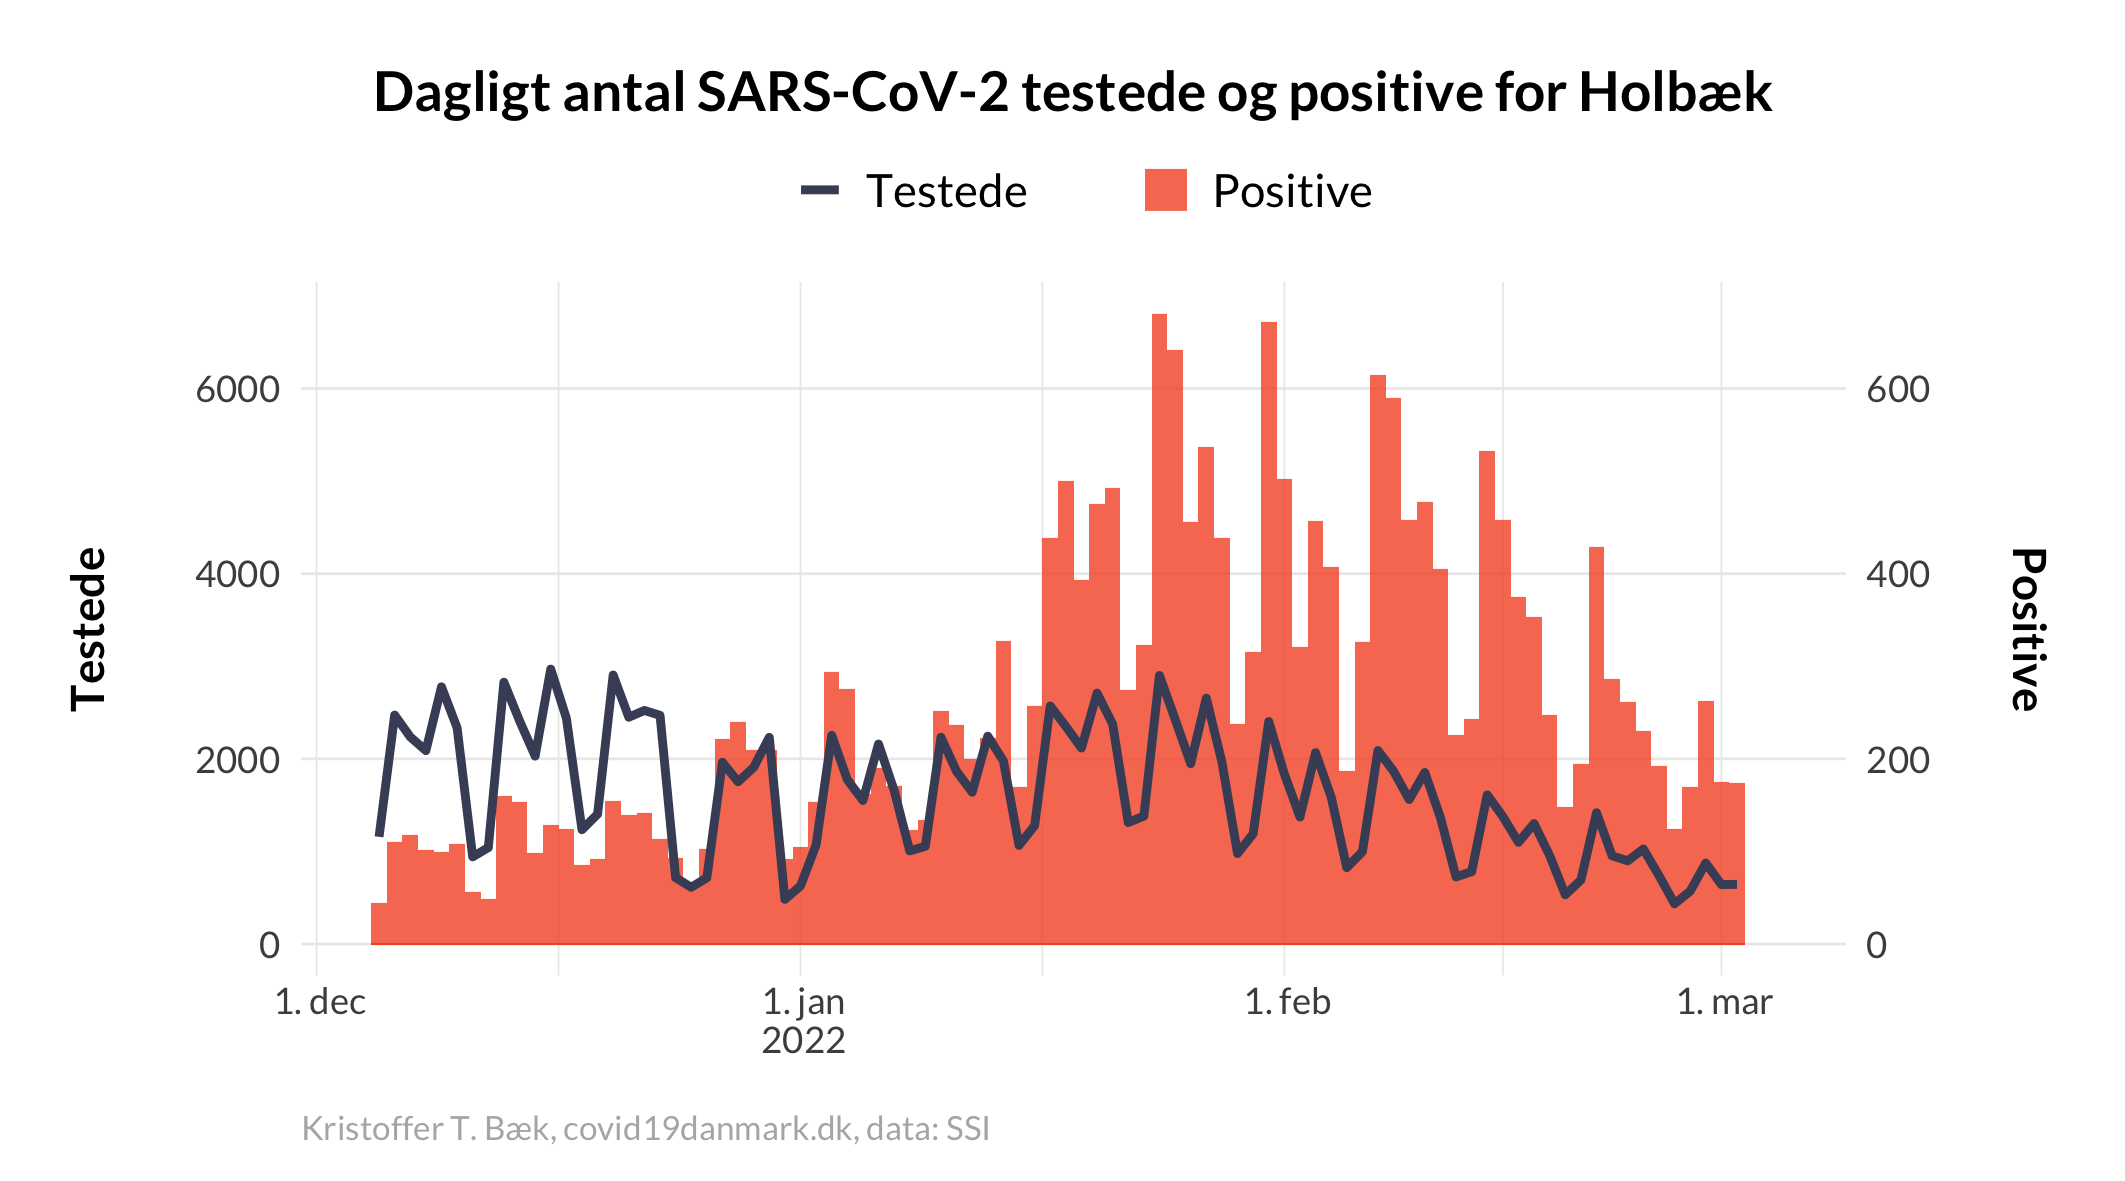 Dagligt antal SARS-CoV-2 testede og positive for Holbæk
Testede
Positive
Testede
6000
4000
2000
0
600
400
200
0
Positive
1. dec
1. jan
2022
1. feb
1. mar
Kristoffer T. Bæk, covid19danmark.dk, data: SSI